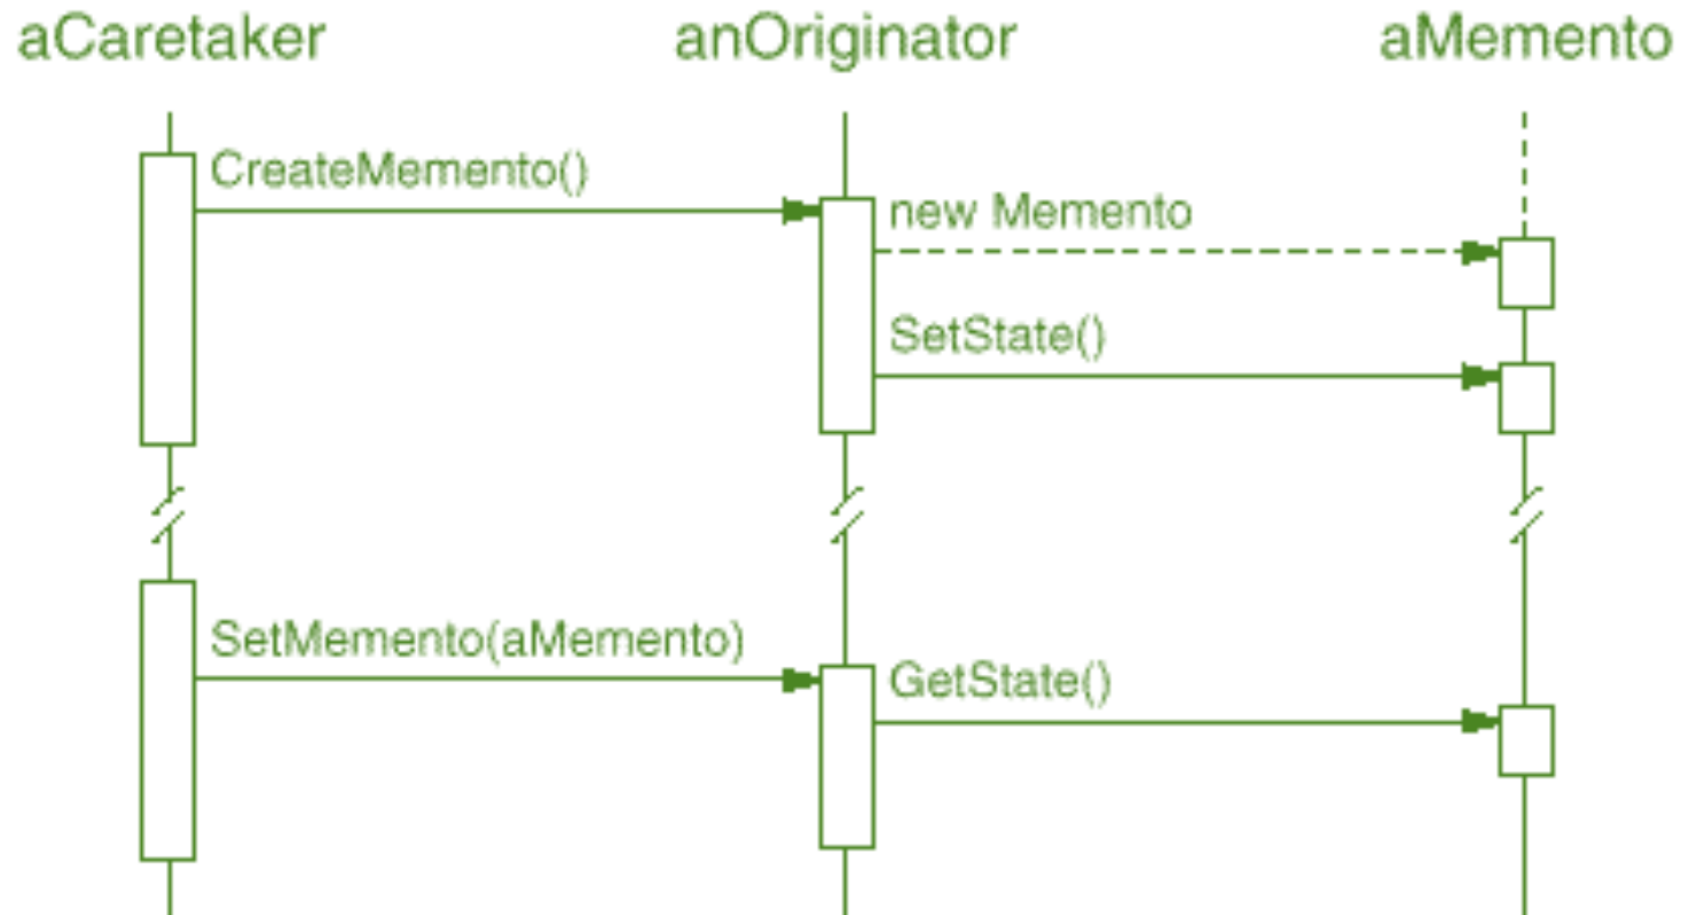 aCaretaker
anOriginator
aMemento
CreateMemento()
new Memento
SetState()
SetMemento(aMemento)
GetState()